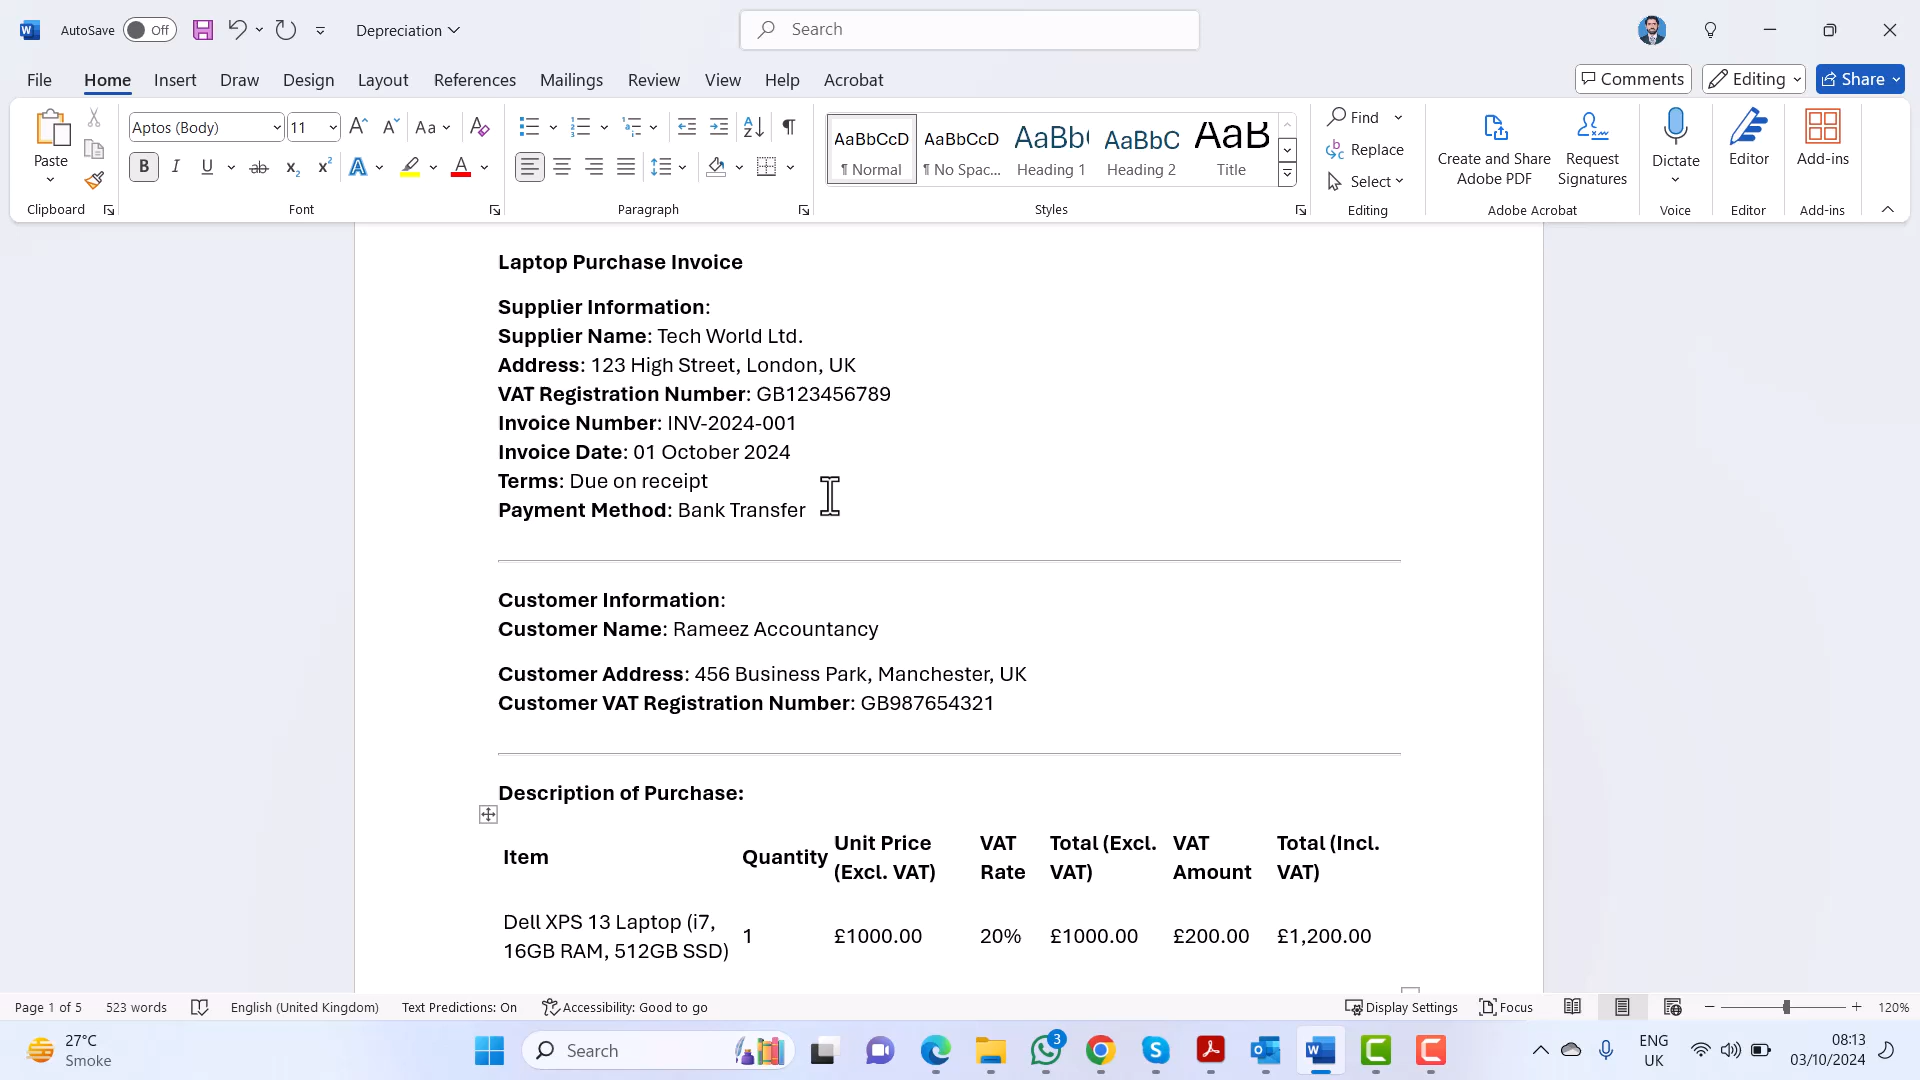 AutoSave Off Depreciation Search
File Home Insert Draw Design Layout References Mailings Review View Help Acrobat Comments Editing Share
Paste
Clipboard
Aptos (Body) 11
Font
Paragraph
AaBbCcD AaBbCcD AaBb( AaBbC AaB
¶ Normal ¶ No Spac... Heading 1 Heading 2 Title
Styles
Find
Replace
Select
Editing
Create and Share
Adobe PDF
Request
Signatures
Adobe Acrobat
Dictate
Voice
Editor
Editor
Add-ins
Add-ins
Laptop Purchase Invoice
Supplier Information:
Supplier Name: Tech World Ltd.
Address: 123 High Street, London, UK
VAT Registration Number: GB123456789
Invoice Number: INV-2024-001
Invoice Date: 01 October 2024
Terms: Due on receipt
Payment Method: Bank Transfer
Customer Information:
Customer Name: Rameez Accountancy
Customer Address: 456 Business Park, Manchester, UK
Customer VAT Registration Number: GB987654321
Description of Purchase:
Item Quantity Unit Price (Excl. VAT) VAT Rate Total (Excl. VAT) VAT Amount Total (Incl. VAT)
Dell XPS 13 Laptop (i7, 16GB RAM, 512GB SSD) 1 £1000.00 20% £1000.00 £200.00 £1,200.00
Page 1 of 5 523 words English (United Kingdom) Text Predictions: On Accessibility: Good to go Display Settings Focus 120%
27°C
Smoke
Search
3
ENG
UK
08:13
03/10/2024